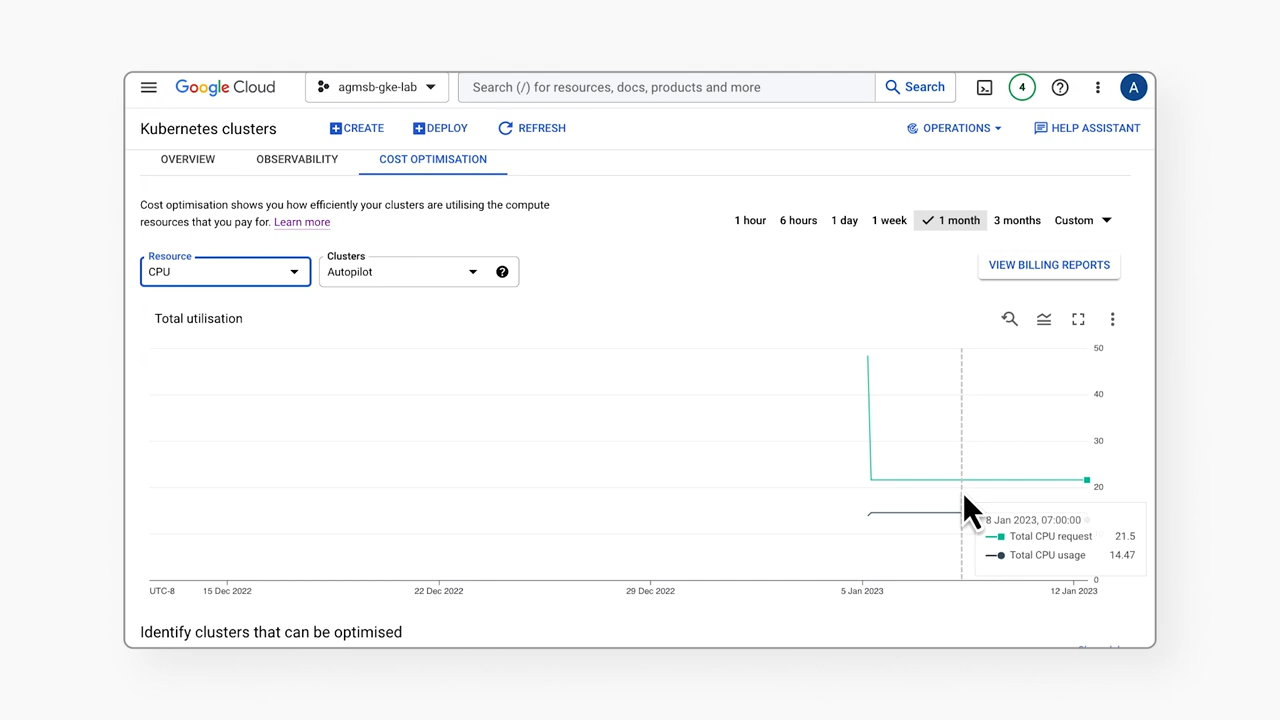 Google Cloud
agmsb-gke-lab
Search (/) for resources, docs, products and more
Search
4
A
Kubernetes clusters
CREATE
DEPLOY
REFRESH
OPERATIONS
HELP ASSISTANT
OVERVIEW
OBSERVABILITY
COST OPTIMISATION
Cost optimisation shows you how efficiently your clusters are utilising the compute
resources that you pay for. Learn more
1 hour
6 hours
1 day
1 week
1 month
3 months
Custom
Resource
CPU
Clusters
Autopilot
VIEW BILLING REPORTS
Total utilisation
50
40
30
20
0
8 Jan 2023, 07:00:00
Total CPU request 21.5
Total CPU usage 14.47
UTC-8
15 Dec 2022
22 Dec 2022
29 Dec 2022
5 Jan 2023
12 Jan 2023
Identify clusters that can be optimised